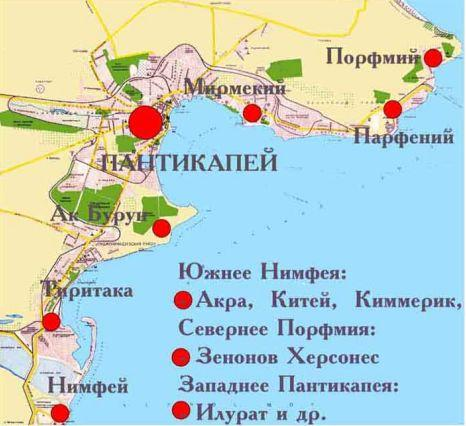 Порфмий
Мирмекий
Парфений
ПАНТИКАПЕЙ
Ак Бурун
Тиритака
Нимфей
Южнее Нимфея:
Акра, Китей, Киммерик,
Севернее Порфмия:
Зенонов Херсонес
Западнее Пантикапея:
Илурат и др.